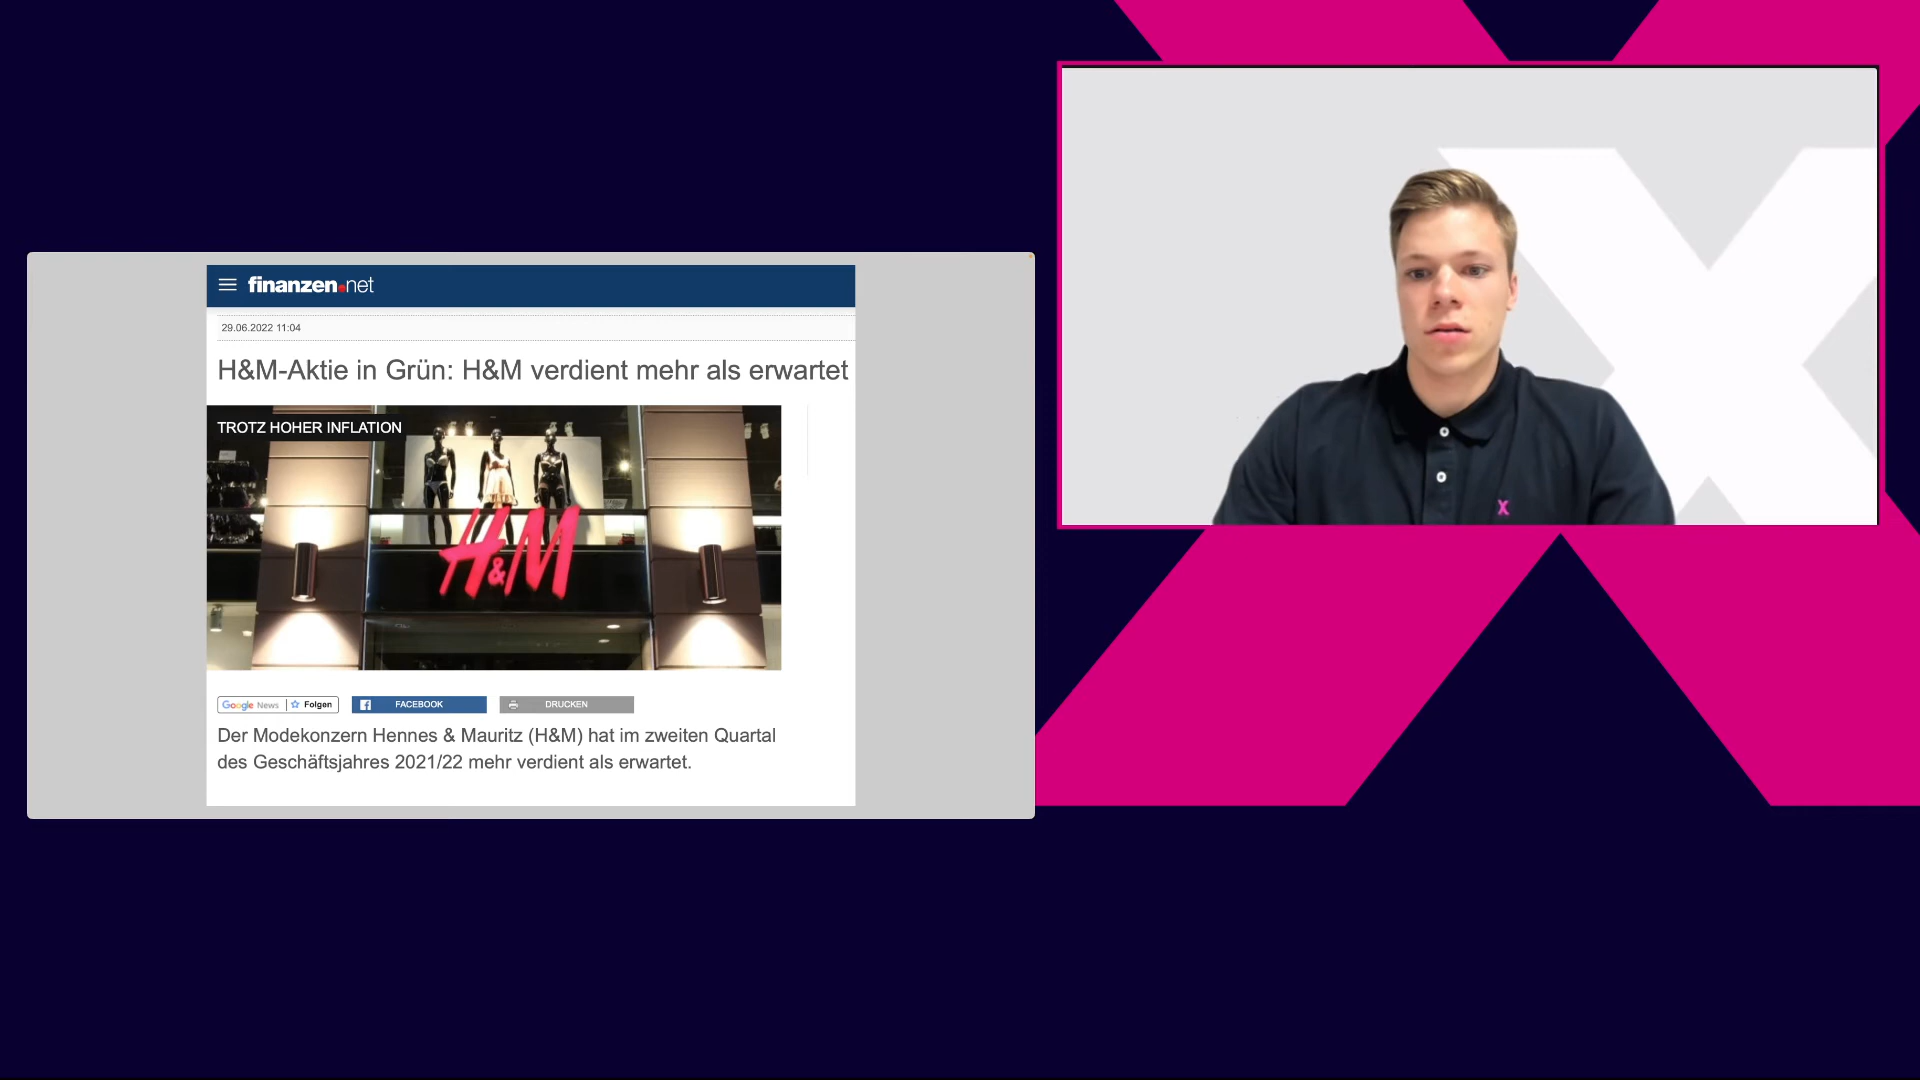 finanzen.net
29.06.2022 11:04
H&M-Aktie in Grün: H&M verdient mehr als erwartet
TROTZ HOHER INFLATION
H&M
Google News Folgen FACEBOOK DRUCKEN
Der Modekonzern Hennes & Mauritz (H&M) hat im zweiten Quartal
des Geschäftsjahres 2021/22 mehr verdient als erwartet.
X